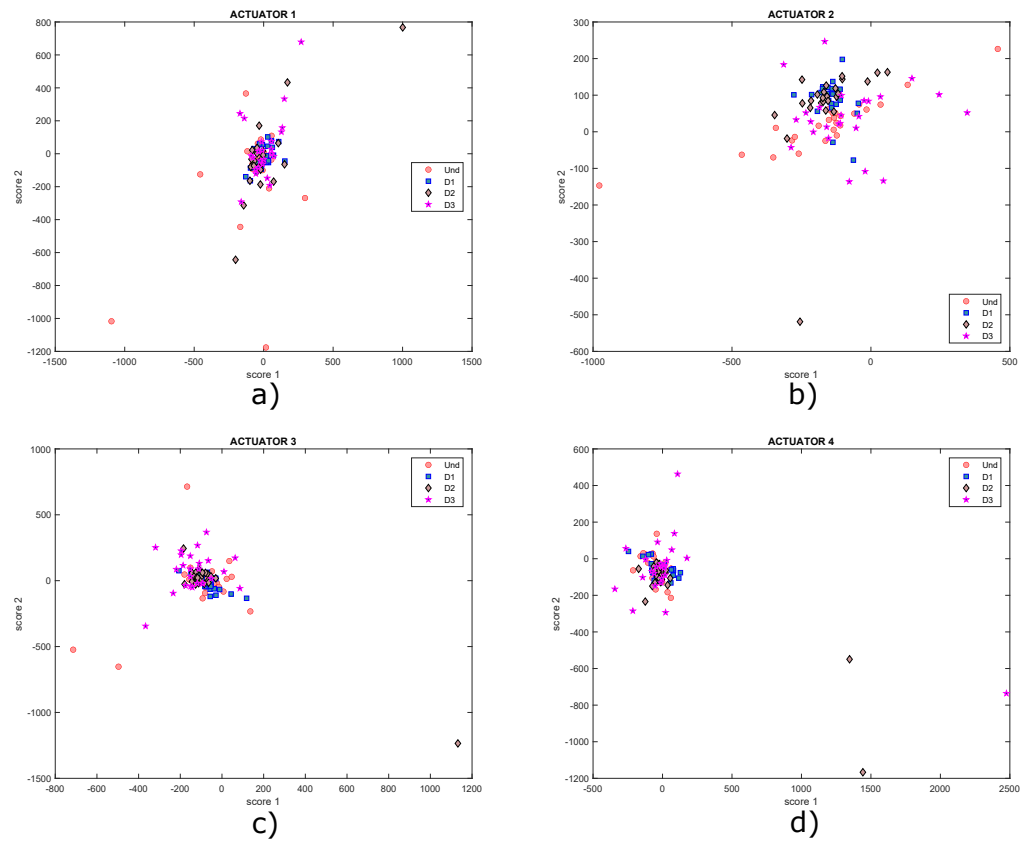 ACTUATOR 1
800
600
400
200
0
-200
-400
-600
-800
-1000
-1200
score 2
-1500
-1000
-500
0
500
1000
1500
score 1
Und
D1
D2
D3
a)
ACTUATOR 2
300
200
100
0
-100
-200
-300
-400
-500
-600
score 2
-1000
-500
0
500
score 1
Und
D1
D2
D3
b)
ACTUATOR 3
1000
500
0
-500
-1000
-1500
score 2
-800
-600
-400
-200
0
200
400
600
800
1000
1200
score 1
Und
D1
D2
D3
c)
ACTUATOR 4
600
400
200
0
-200
-400
-600
-800
-1000
-1200
score 2
-500
0
500
1000
1500
2000
2500
score 1
Und
D1
D2
D3
d)